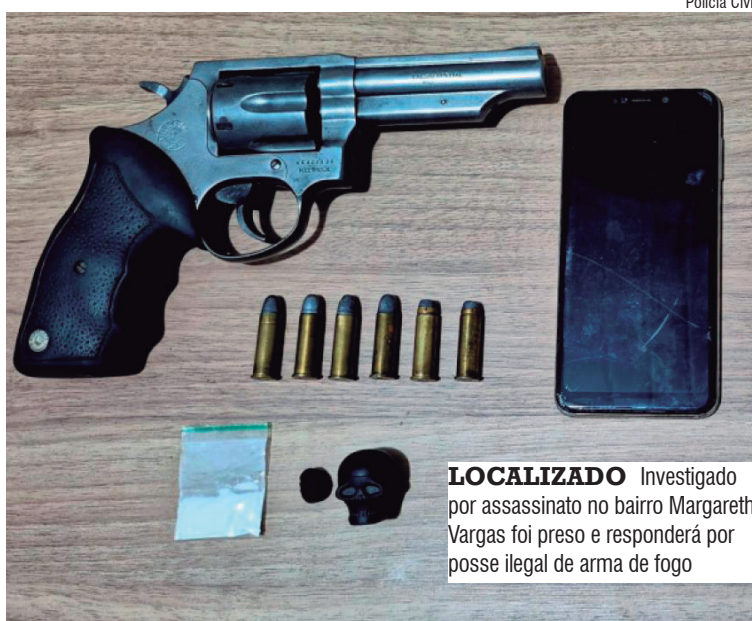 Polícia Civil
LOCALIZADO Investigado
por assassinato no bairro Margareth
Vargas foi preso e responderá por
posse ilegal de arma de fogo